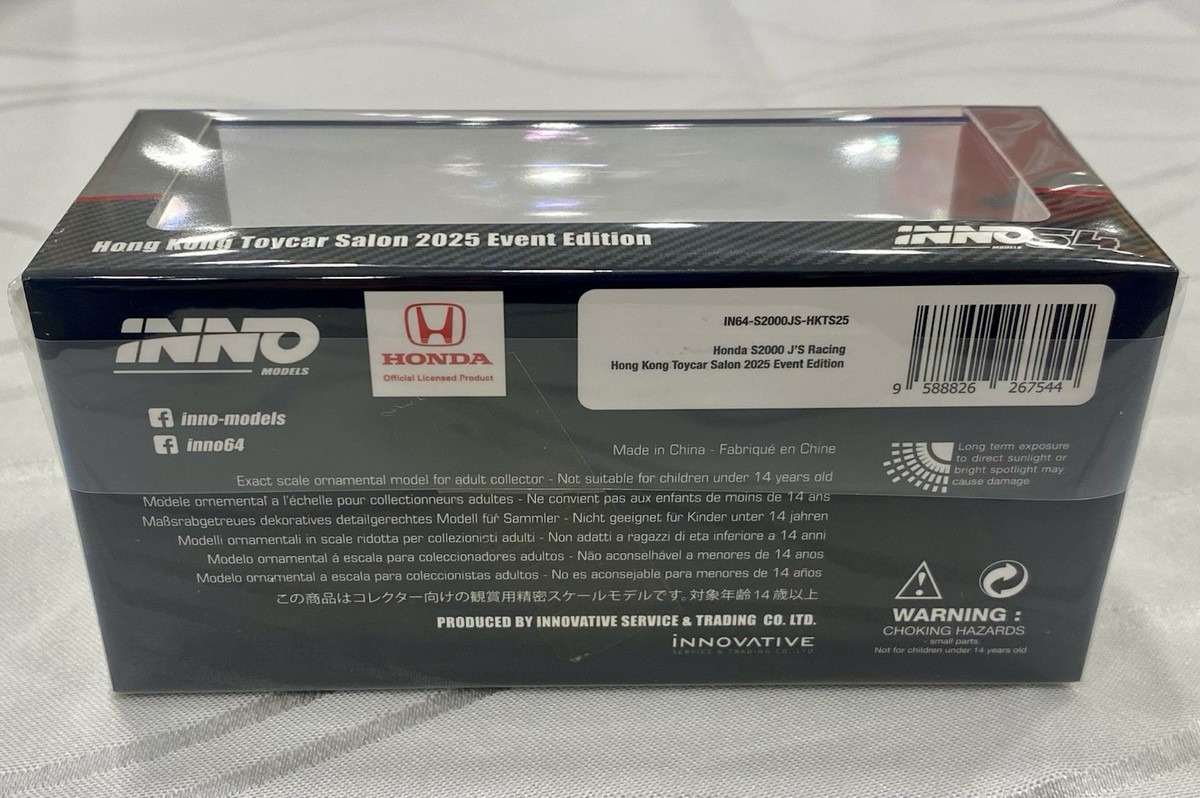 Hong Kong Toycar Salon 2025 Event Edition
INNO64
MODELS
INNO
MODELS
HONDA
Official Licensed Product
IN64-S2000JS-HKTS25
Honda S2000 J'S Racing
Hong Kong Toycar Salon 2025 Event Edition
9 588826 267544
inno-models
inno64
Made in China - Fabriqué en Chine
Long term exposure
to direct sunlight or
bright spotlight may
cause damage
Exact scale ornamental model for adult collector - Not suitable for children under 14 years old
Modèle ornemental a l'échelle pour collectionneurs adultes - Ne convient pas aux enfants de moins de 14 ans
Maßsrabgetreues dekoratives detailgerechtes Modell für Sammler - Nicht geeignet für Kinder unter 14 jahren
Modelli ornamentali in scale ridotta per collezionisti adulti - Non adatti a ragazzi di eta inferiore a 14 anni
Modelo ornamental á escala para coleccionadores adultos - Não aconselhável a menores de 14 anos
Modelo ornamental a escala para coleccionistas adultos - No es aconsejable para menores de 14 años
この商品はコレクター向けの観賞用精密スケールモデルです。対象年齢14歳以上
PRODUCED BY INNOVATIVE SERVICE & TRADING CO. LTD.
INNOVATIVE
SERVICE & TRADING CO. LTD.
WARNING :
CHOKING HAZARDS
- small parts.
Not for children under 14 years old